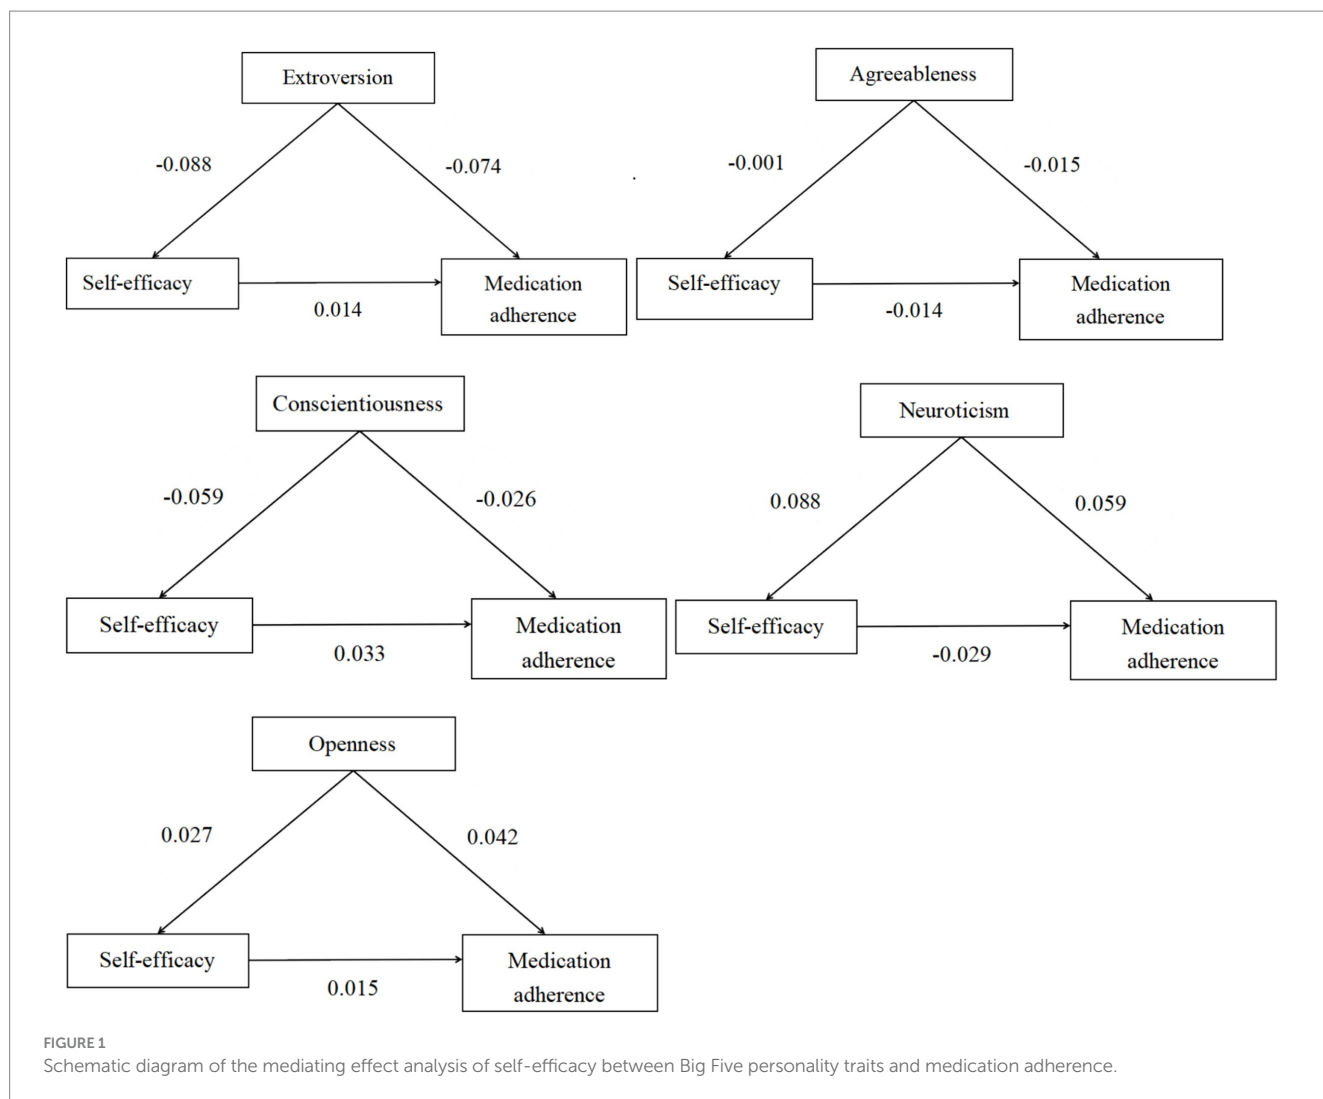 Extroversion
-0.088
-0.074
Self-efficacy
0.014
Medication
adherence
Agreeableness
-0.001
-0.015
Self-efficacy
-0.014
Medication
adherence
Conscientiousness
-0.059
-0.026
Self-efficacy
0.033
Medication
adherence
Neuroticism
0.088
0.059
Self-efficacy
-0.029
Medication
adherence
Openness
0.027
0.042
Self-efficacy
0.015
Medication
adherence
FIGURE 1
Schematic diagram of the mediating effect analysis of self-efficacy between Big Five personality traits and medication adherence.